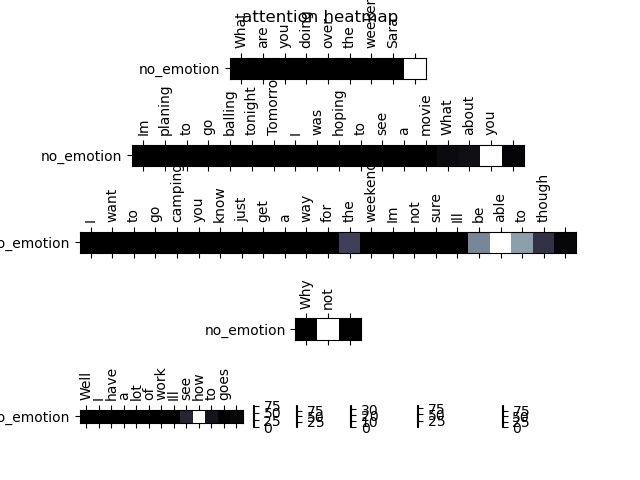 attention heatmap
What are you doing over the weekend Sara
no_emotion
Im planing to go balling tonight Tomorrow I was hoping to see a movie What about you
no_emotion
I want to go camping you know just get a way for the weekend Im not sure Ill be able to though
no_emotion
Why not
no_emotion
Well I have a lot of work Ill see how to goes
no_emotion
75 50 25 0
75 50 25
30 20 10 0
75 50 25
75 50 25 0